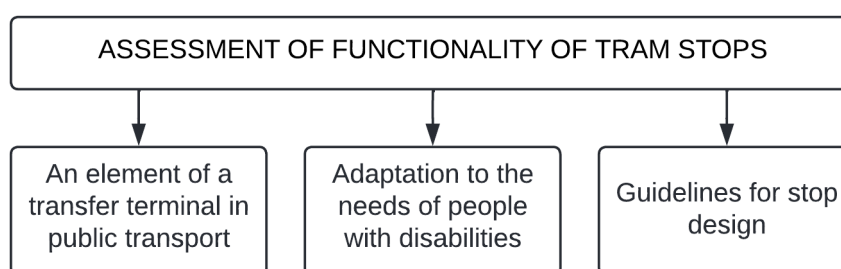 ASSESSMENT OF FUNCTIONALITY OF TRAM STOPS
An element of a
transfer terminal in
public transport
Adaptation to the
needs of people
with disabilities
Guidelines for stop
design